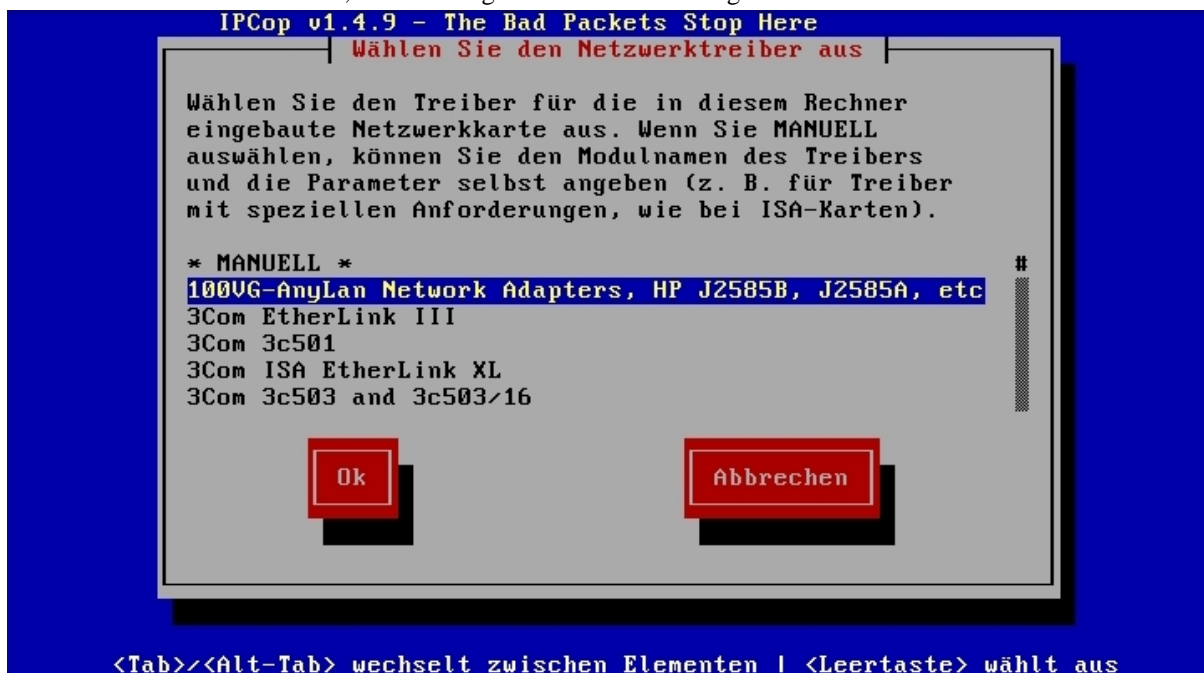 IPCop v1.4.9 - The Bad Packets Stop Here
Wählen Sie den Netzwerktreiber aus
Wählen Sie den Treiber für die in diesem Rechner
eingebaute Netzwerkkarte aus. Wenn Sie MANUELL
auswählen, können Sie den Modulnamen des Treibers
und die Parameter selbst angeben (z. B. für Treiber
mit speziellen Anforderungen, wie bei ISA-Karten).
* MANUELL * #
100VG-AnyLan Network Adapters, HP J2585B, J2585A, etc
3Com EtherLink III
3Com 3c501
3Com ISA EtherLink XL
3Com 3c503 and 3c503/16
Ok Abbrechen
<Tab>/<Alt-Tab> wechselt zwischen Elementen | <Leertaste> wählt aus